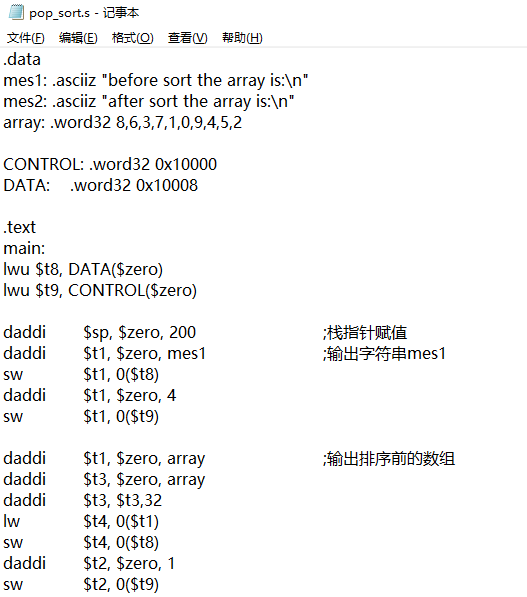 pop_sort.s - 记事本
文件(F) 编辑(E) 格式(O) 查看(V) 帮助(H)
.data
mes1: .asciiz "before sort the array is:\n"
mes2: .asciiz "after sort the array is:\n"
array: .word32 8,6,3,7,1,0,9,4,5,2
CONTROL: .word32 0x10000
DATA: .word32 0x10008
.text
main:
lwu $t8, DATA($zero)
lwu $t9, CONTROL($zero)
daddi $sp, $zero, 200 ;栈指针赋值
daddi $t1, $zero, mes1 ;输出字符串mes1
sw $t1, 0($t8)
daddi $t1, $zero, 4
sw $t1, 0($t9)
daddi $t1, $zero, array ;输出排序前的数组
daddi $t3, $zero, array
daddi $t3, $t3,32
lw $t4, 0($t1)
sw $t4, 0($t8)
daddi $t2, $zero, 1
sw $t2, 0($t9)